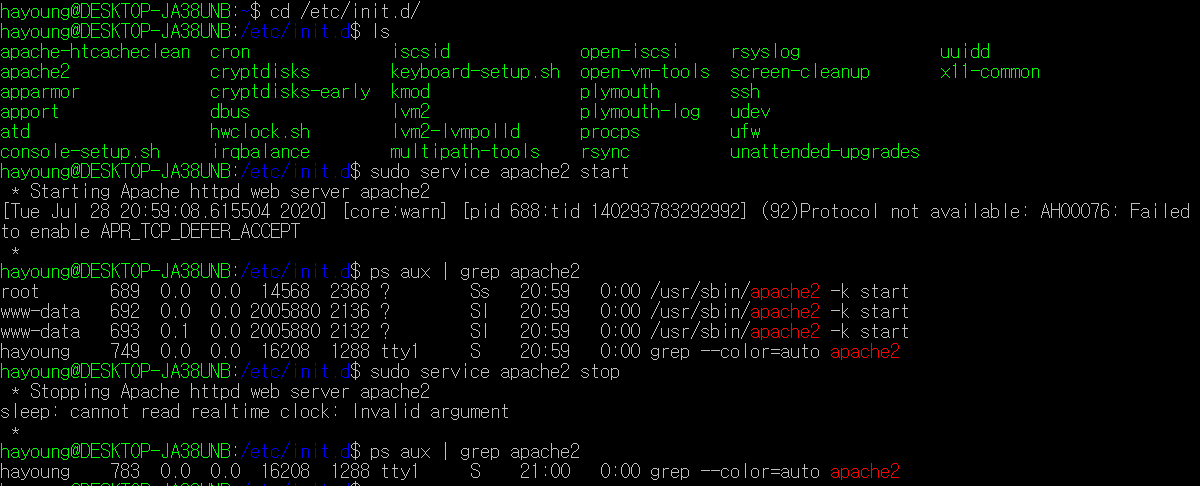 hayoung@DESKTOP-JA38UNB:~$ cd /etc/init.d/
hayoung@DESKTOP-JA38UNB:/etc/init.d$ ls
apache-htcacheclean  cron             iscsid             open-iscsi     rsyslog              uuidd
apache2              cryptdisks       keyboard-setup.sh  open-vm-tools  screen-cleanup       x11-common
apparmor             cryptdisks-early kmod               plymouth       ssh
apport               dbus             lvm2               plymouth-log   udev
atd                  hwclock.sh       lvm2-lvmpolld      procps         ufw
console-setup.sh     irqbalance       multipath-tools    rsync          unattended-upgrades
hayoung@DESKTOP-JA38UNB:/etc/init.d$ sudo service apache2 start
 * Starting Apache httpd web server apache2
[Tue Jul 28 20:59:08.615504 2020] [core:warn] [pid 688:tid 140293783292992] (92)Protocol not available: AH00076: Failed
to enable APR_TCP_DEFER_ACCEPT
 *
hayoung@DESKTOP-JA38UNB:/etc/init.d$ ps aux | grep apache2
root       689  0.0  0.0  14568  2368 ?        Ss   20:59   0:00 /usr/sbin/apache2 -k start
www-data   692  0.0  0.0 2005880 2136 ?        Sl   20:59   0:00 /usr/sbin/apache2 -k start
www-data   693  0.1  0.0 2005880 2132 ?        Sl   20:59   0:00 /usr/sbin/apache2 -k start
hayoung    749  0.0  0.0  16208  1288 tty1     S    20:59   0:00 grep --color=auto apache2
hayoung@DESKTOP-JA38UNB:/etc/init.d$ sudo service apache2 stop
 * Stopping Apache httpd web server apache2
sleep: cannot read realtime clock: Invalid argument
 *
hayoung@DESKTOP-JA38UNB:/etc/init.d$ ps aux | grep apache2
hayoung    783  0.0  0.0  16208  1288 tty1     S    21:00   0:00 grep --color=auto apache2